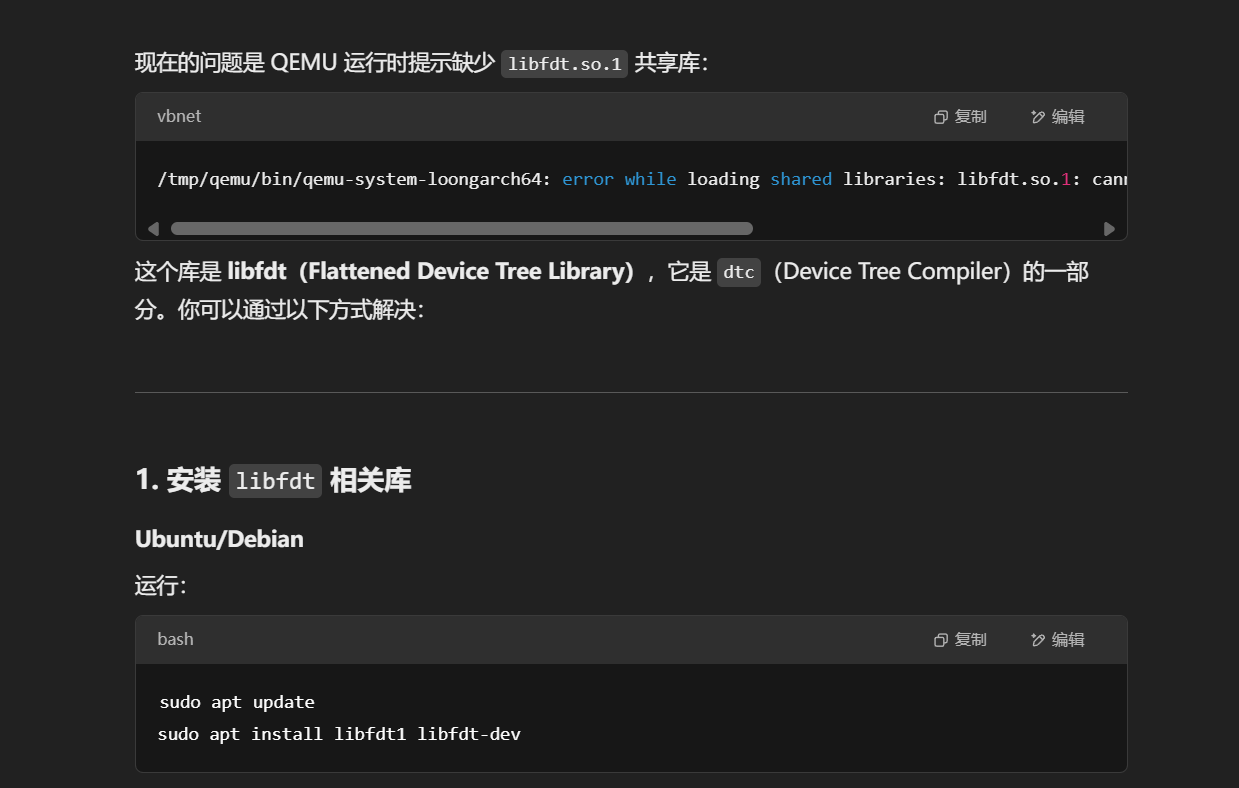 现在的问题是 QEMU 运行时提示缺少 libfdt.so.1 共享库：
vbnet 复制 编辑
/tmp/qemu/bin/qemu-system-loongarch64: error while loading shared libraries: libfdt.so.1: cann
这个库是 libfdt（Flattened Device Tree Library），它是 dtc（Device Tree Compiler）的一部
分。你可以通过以下方式解决：
1. 安装 libfdt 相关库
Ubuntu/Debian
运行：
bash 复制 编辑
sudo apt update
sudo apt install libfdt1 libfdt-dev